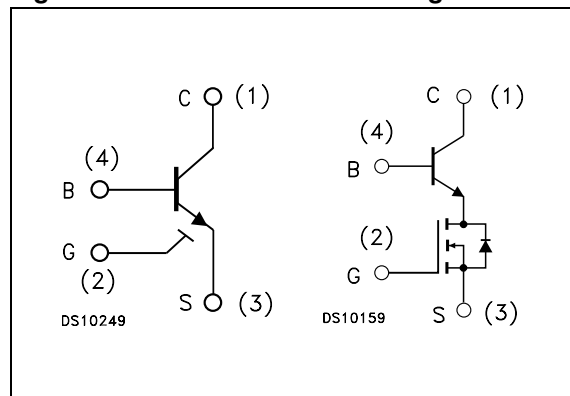 C (1)
(4)
B
G
(2)
S (3)
DS10249
C (1)
(4)
B
(2)
G
S (3)
DS10159